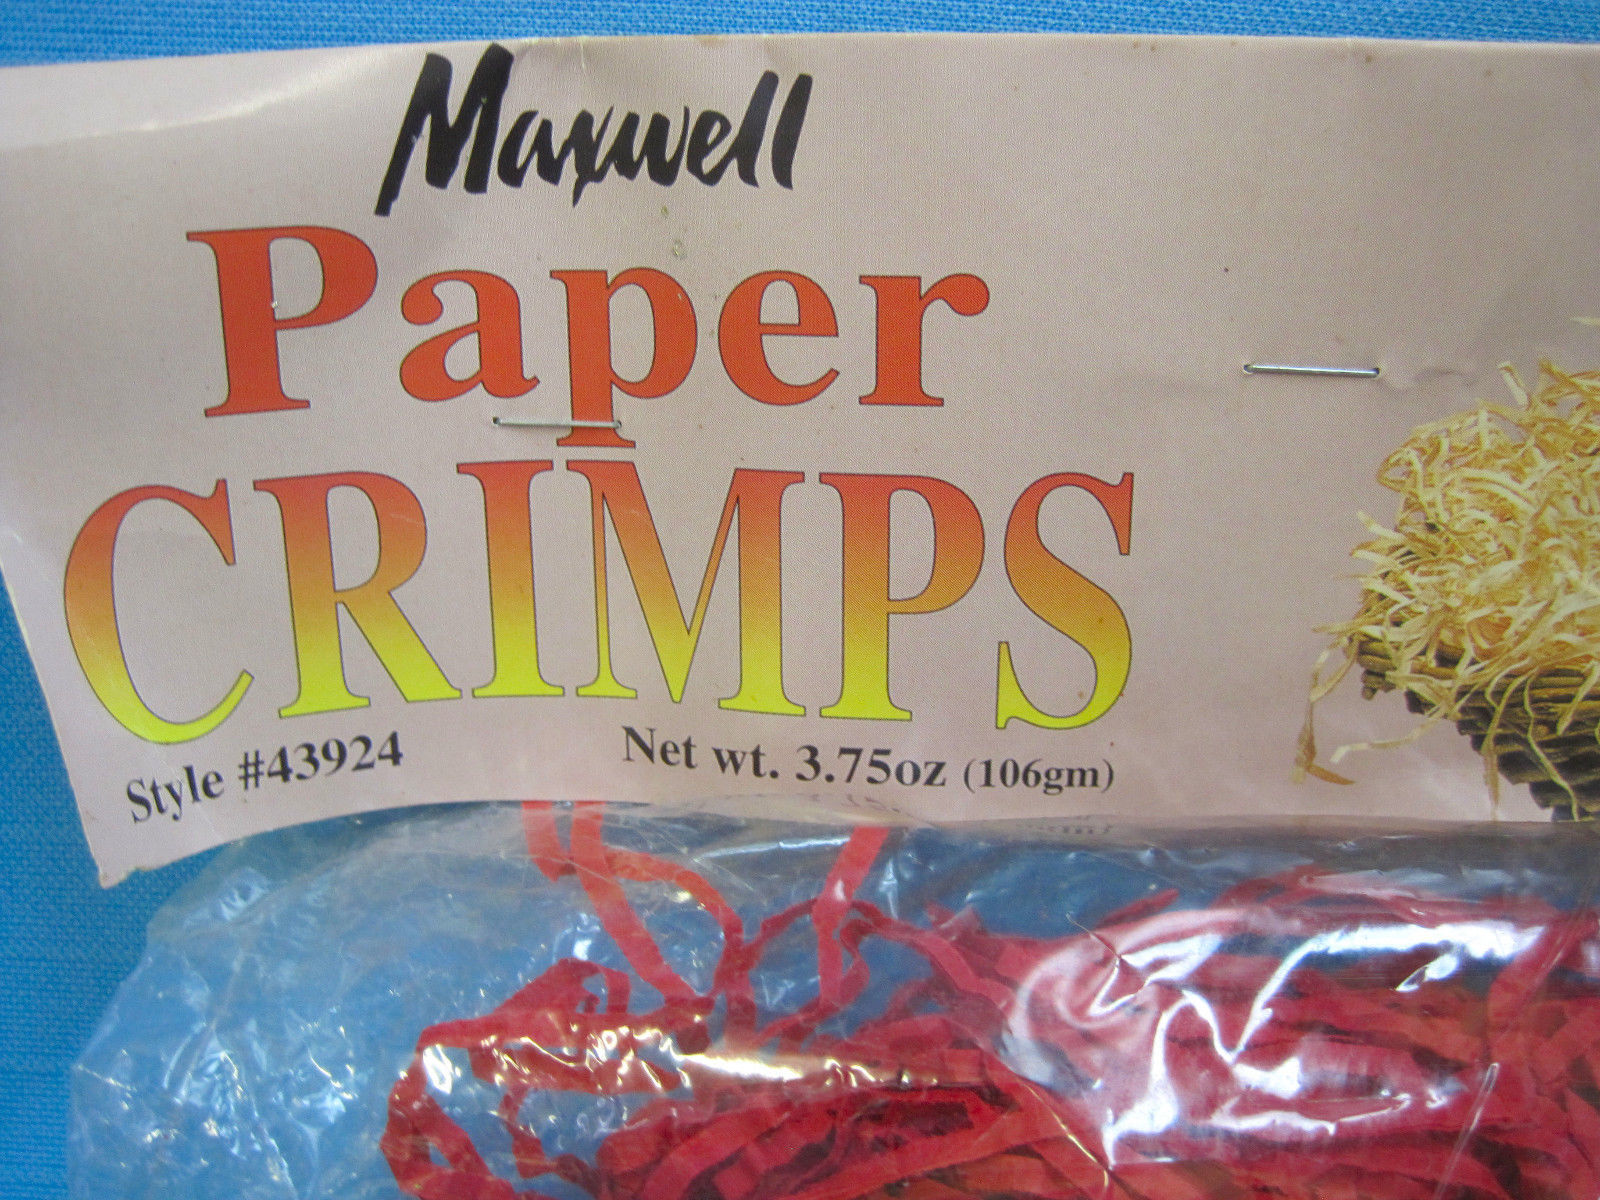 Maxwell
Paper
CRIMPS
Style #43924
Net wt. 3.75oz (106gm)